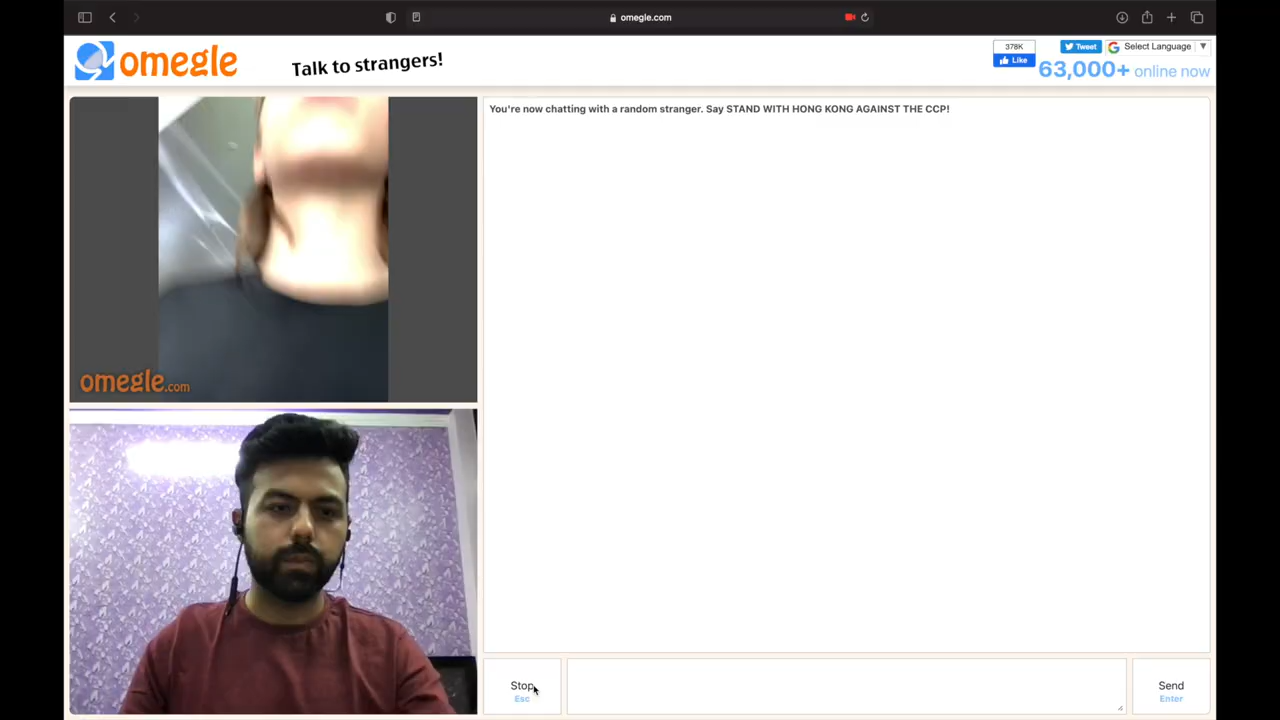 omegle.com
omegle
Talk to strangers!
378K
Like
Tweet
Select Language
63,000+ online now
You're now chatting with a random stranger. Say STAND WITH HONG KONG AGAINST THE CCP!
omegle.com
Stop
Esc
Send
Enter